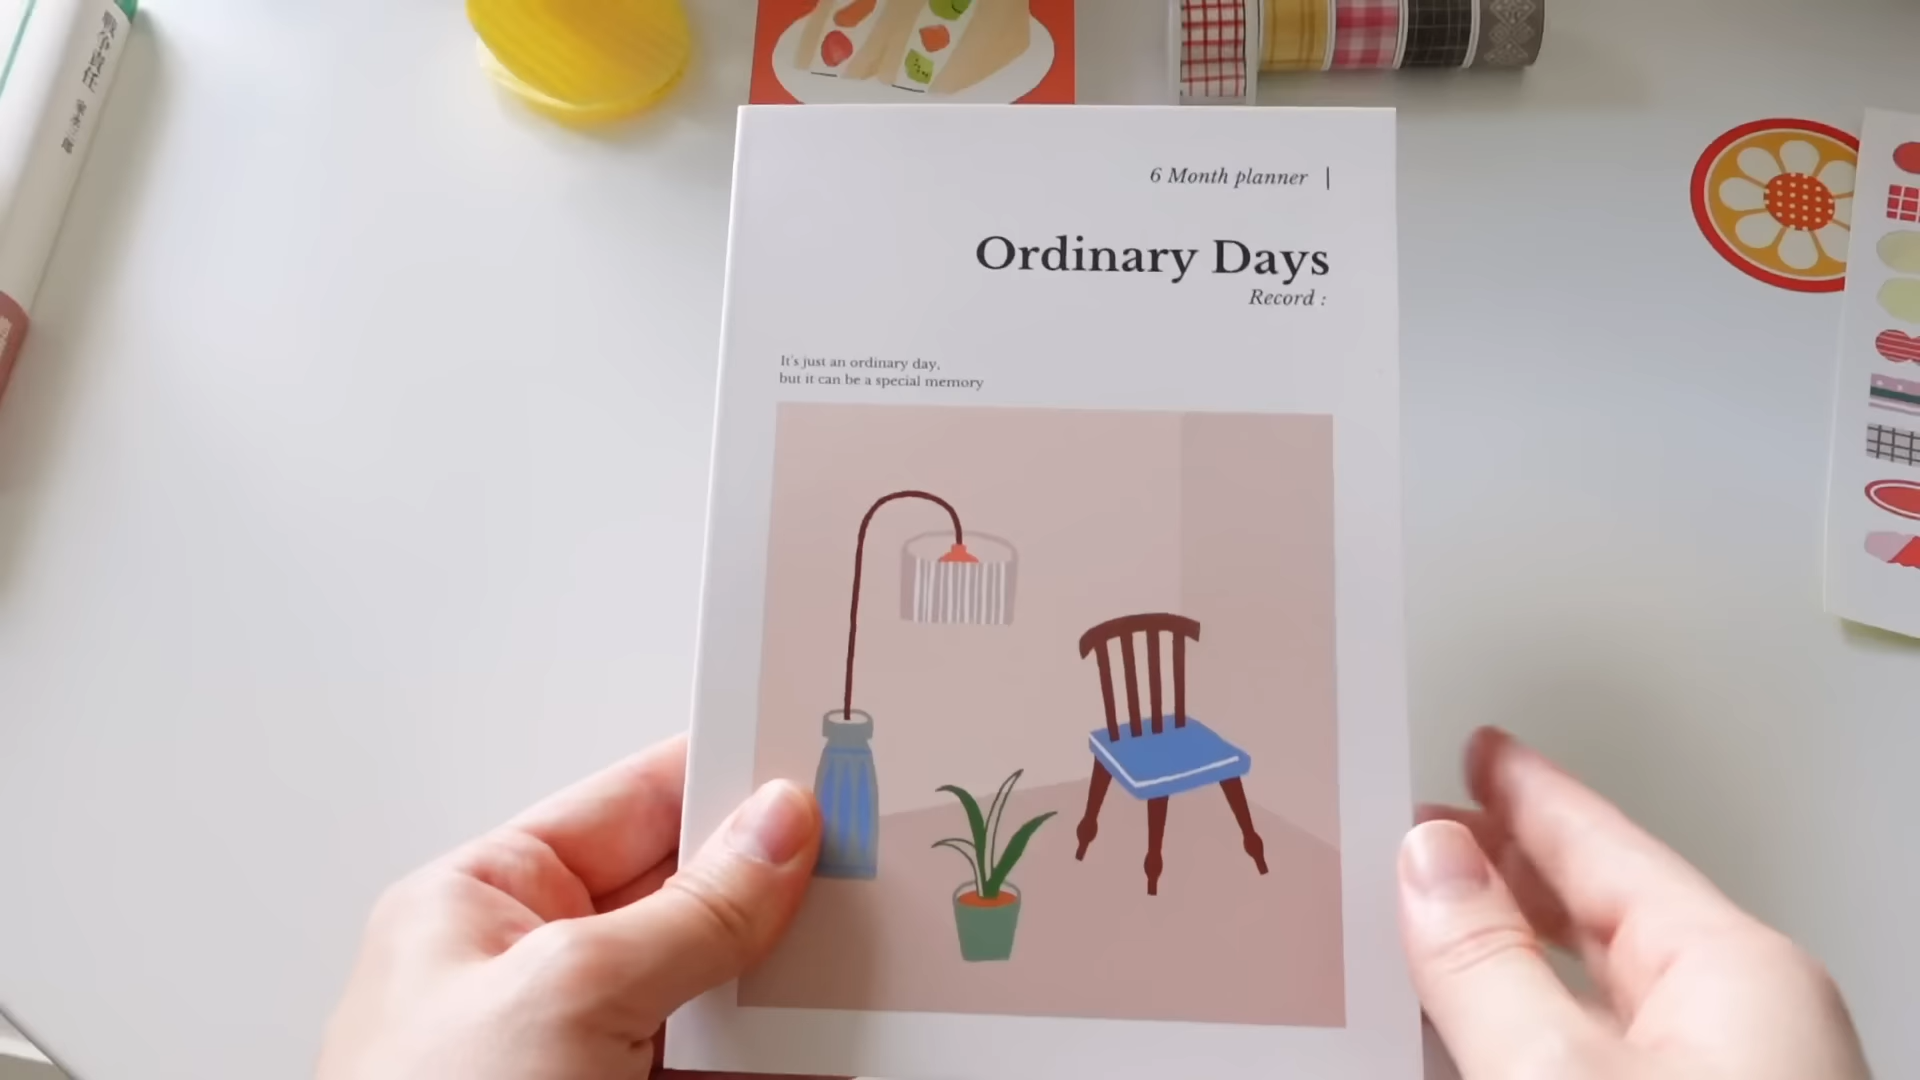 6 Month planner |
Ordinary Days
Record :
It's just an ordinary day,
but it can be a special memory